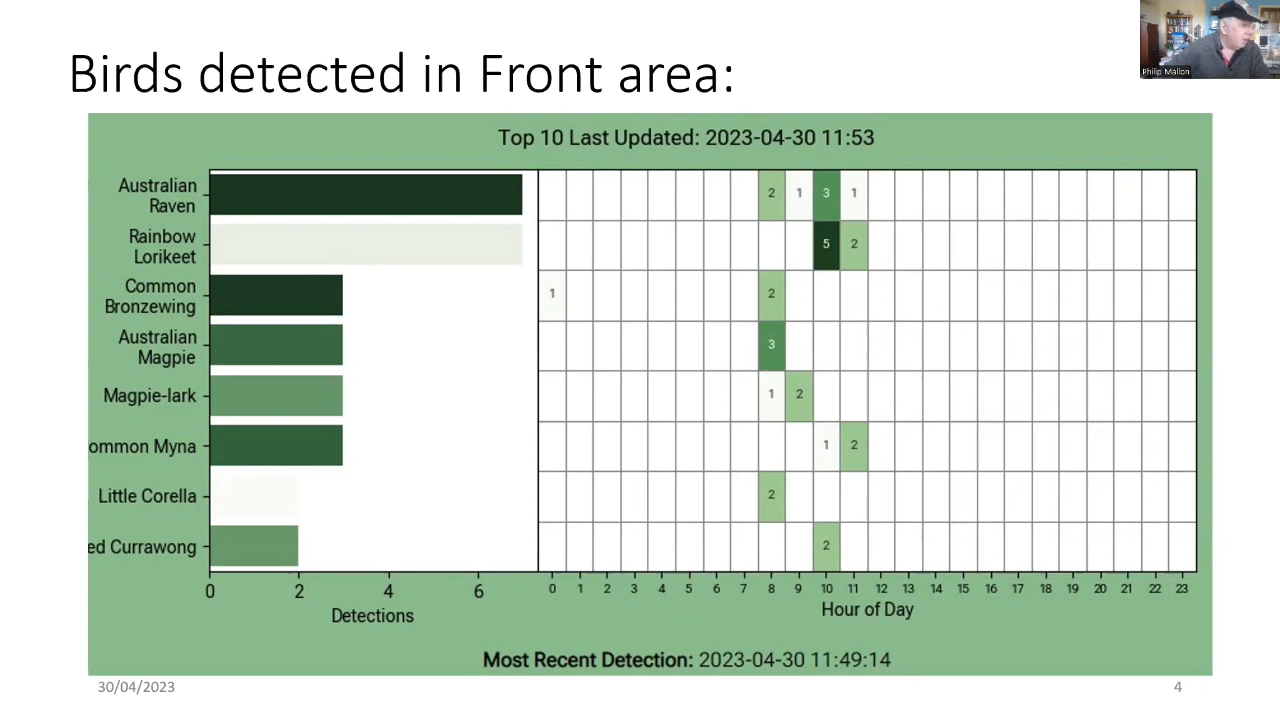 Birds detected in Front area:
Philip Mallon
Top 10 Last Updated: 2023-04-30 11:53
Australian
Raven
2 1 3 1
Rainbow
Lorikeet
5 2
Common
Bronzewing
1 2
Australian
Magpie
3
Magpie-lark
1 2
ommon Myna
1 2
Little Corella
2
ed Currawong
2
0 2 4 6
0 1 2 3 4 5 6 7 8 9 10 11 12 13 14 15 16 17 18 19 20 21 22 23
Detections
Hour of Day
Most Recent Detection: 2023-04-30 11:49:14
30/04/2023
4